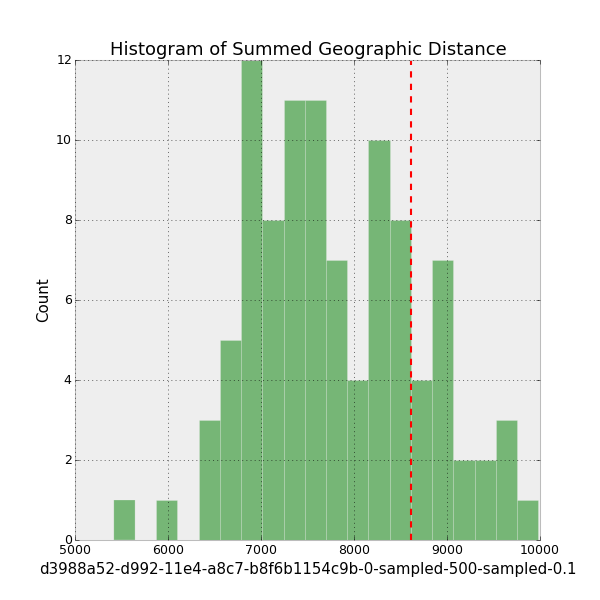 Histogram of Summed Geographic Distance
12
10
8
6
4
2
0
Count
5000 6000 7000 8000 9000 10000
d3988a52-d992-11e4-a8c7-b8f6b1154c9b-0-sampled-500-sampled-0.1